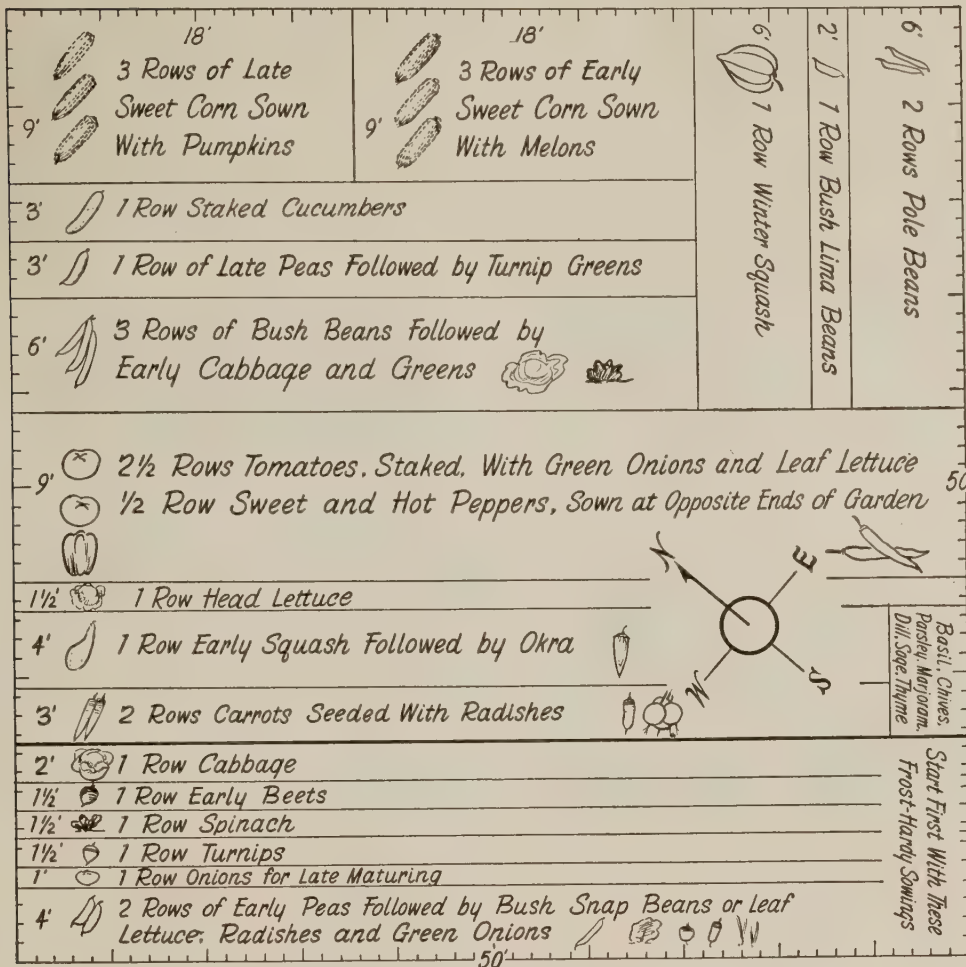 18'
9'
3 Rows of Late
Sweet Corn Sown
With Pumpkins
18'
9'
3 Rows of Early
Sweet Corn Sown
With Melons
6'
1 Row Winter Squash
2'
1 Row Bush Lima Beans
6'
2 Rows Pole Beans
3' 1 Row Staked Cucumbers
3' 1 Row of Late Peas Followed by Turnip Greens
6' 3 Rows of Bush Beans Followed by
Early Cabbage and Greens
9' 2½ Rows Tomatoes. Staked. With Green Onions and Leaf Lettuce
½ Row Sweet and Hot Peppers, Sown at Opposite Ends of Garden
50'
N
E
W
S
1½' 1 Row Head Lettuce
4' 1 Row Early Squash Followed by Okra
Basil. Chives.
Parsley. Marjoram.
Dill. Sage. Thyme
3' 2 Rows Carrots Seeded With Radishes
2' 1 Row Cabbage
1½' 1 Row Early Beets
1½' 1 Row Spinach
1½' 1 Row Turnips
1' 1 Row Onions for Late Maturing
4' 2 Rows of Early Peas Followed by Bush Snap Beans or Leaf
Lettuce. Radishes and Green Onions
Start First With These
Frost-Hardy Sowings
50'